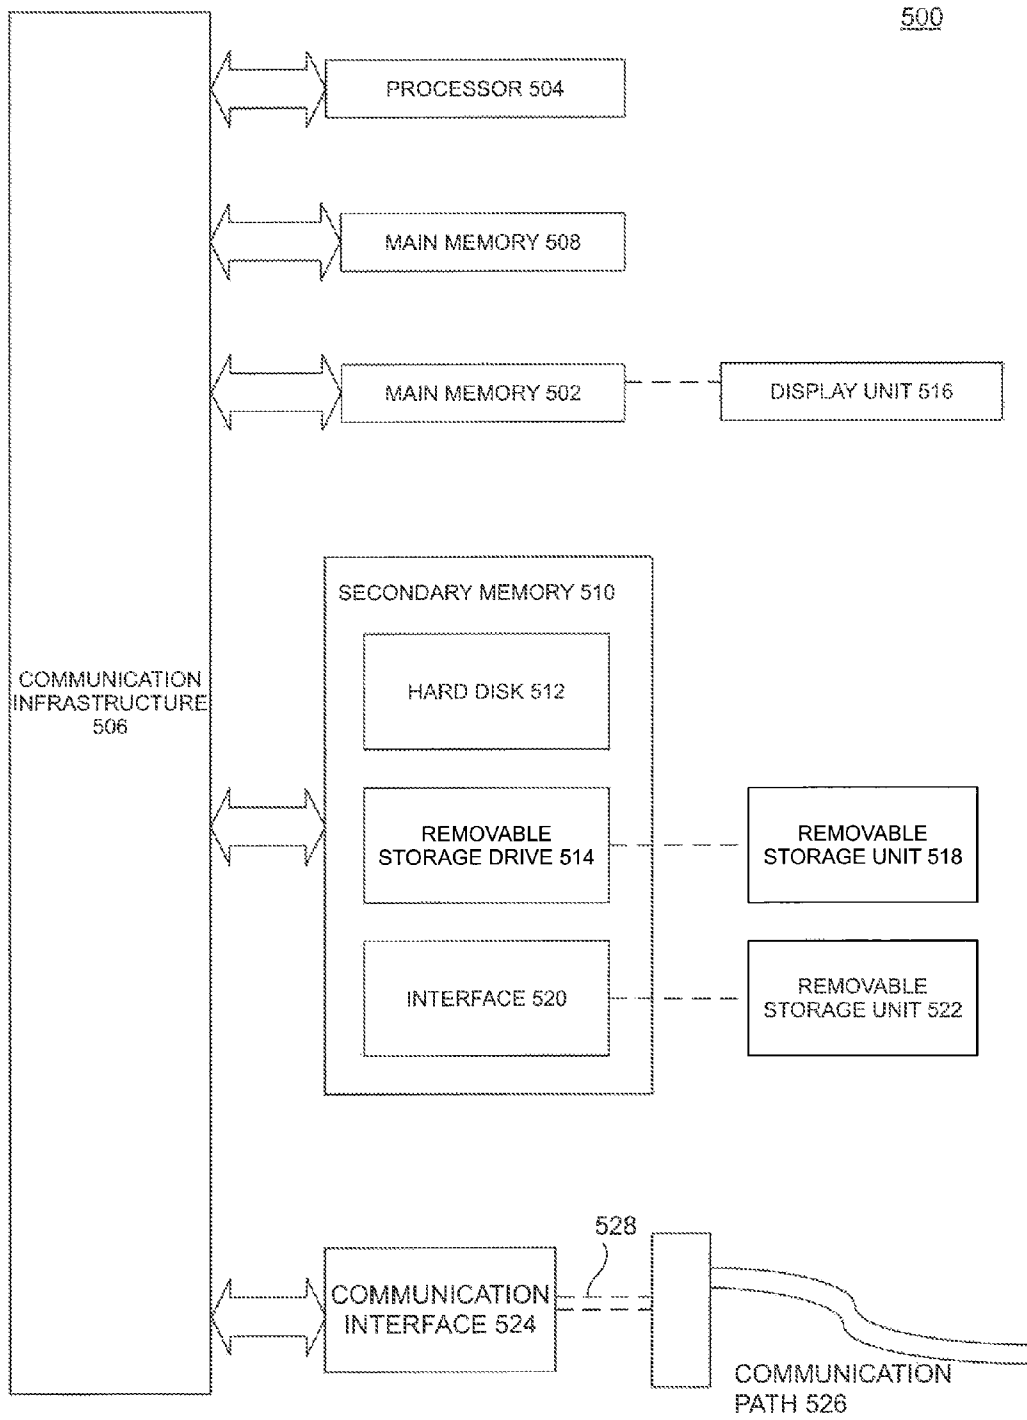 500
PROCESSOR 504
MAIN MEMORY 508
MAIN MEMORY 502
DISPLAY UNIT 516
SECONDARY MEMORY 510
HARD DISK 512
COMMUNICATION
INFRASTRUCTURE
506
REMOVABLE
STORAGE DRIVE 514
REMOVABLE
STORAGE UNIT 518
INTERFACE 520
REMOVABLE
STORAGE UNIT 522
528
COMMUNICATION
INTERFACE 524
COMMUNICATION
PATH 526